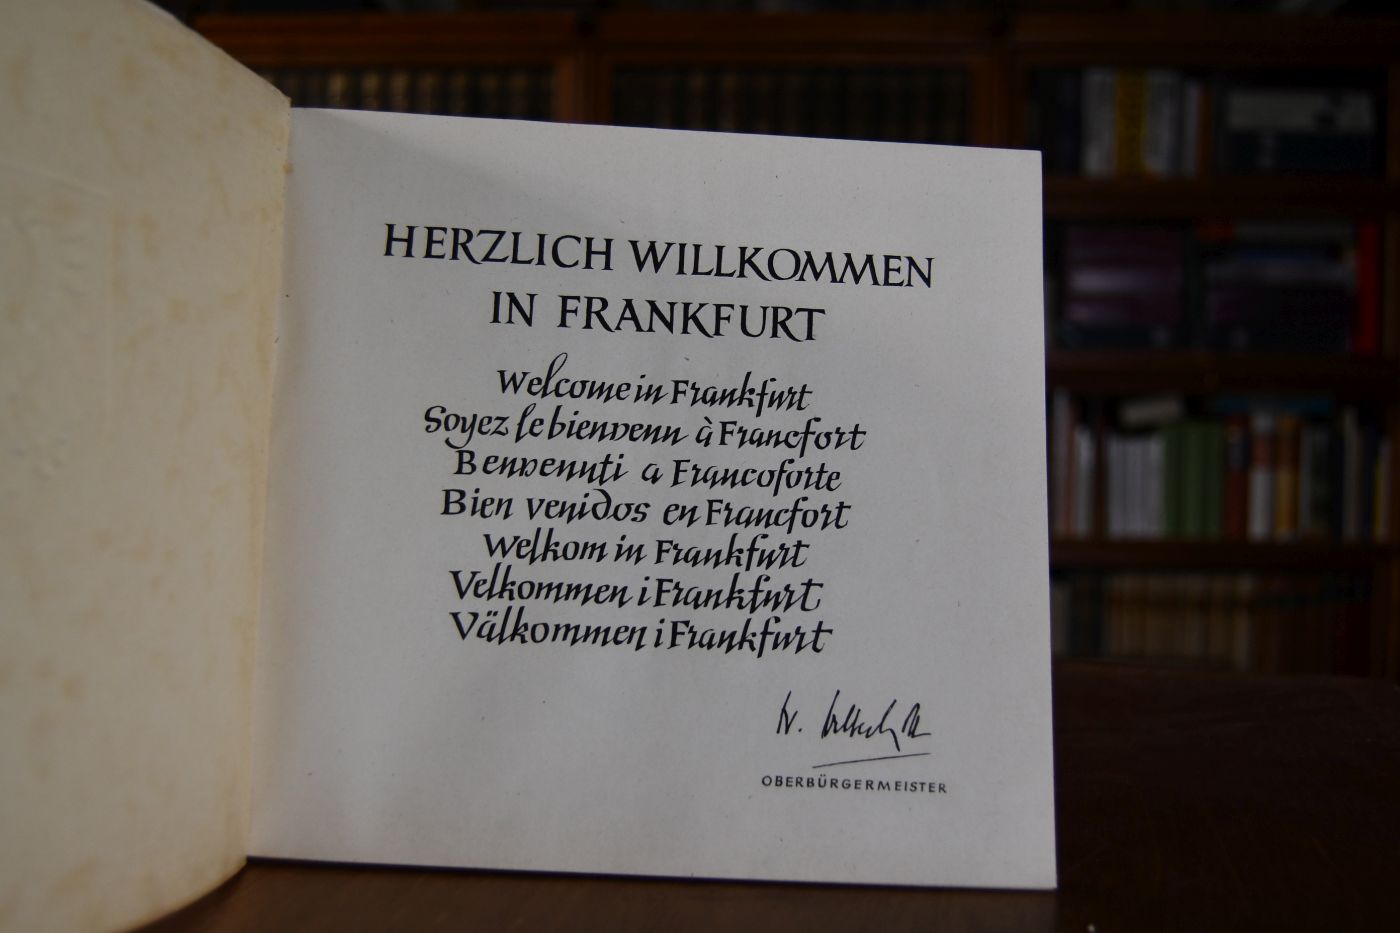 HERZLICH WILLKOMMEN
IN FRANKFURT
Welcome in Frankfurt
Soyez le bienvenu à Francfort
Benvenuti a Francoforte
Bien venidos en Francfort
Welkom in Frankfurt
Velkommen i Frankfurt
Välkommen i Frankfurt
OBERBÜRGERMEISTER